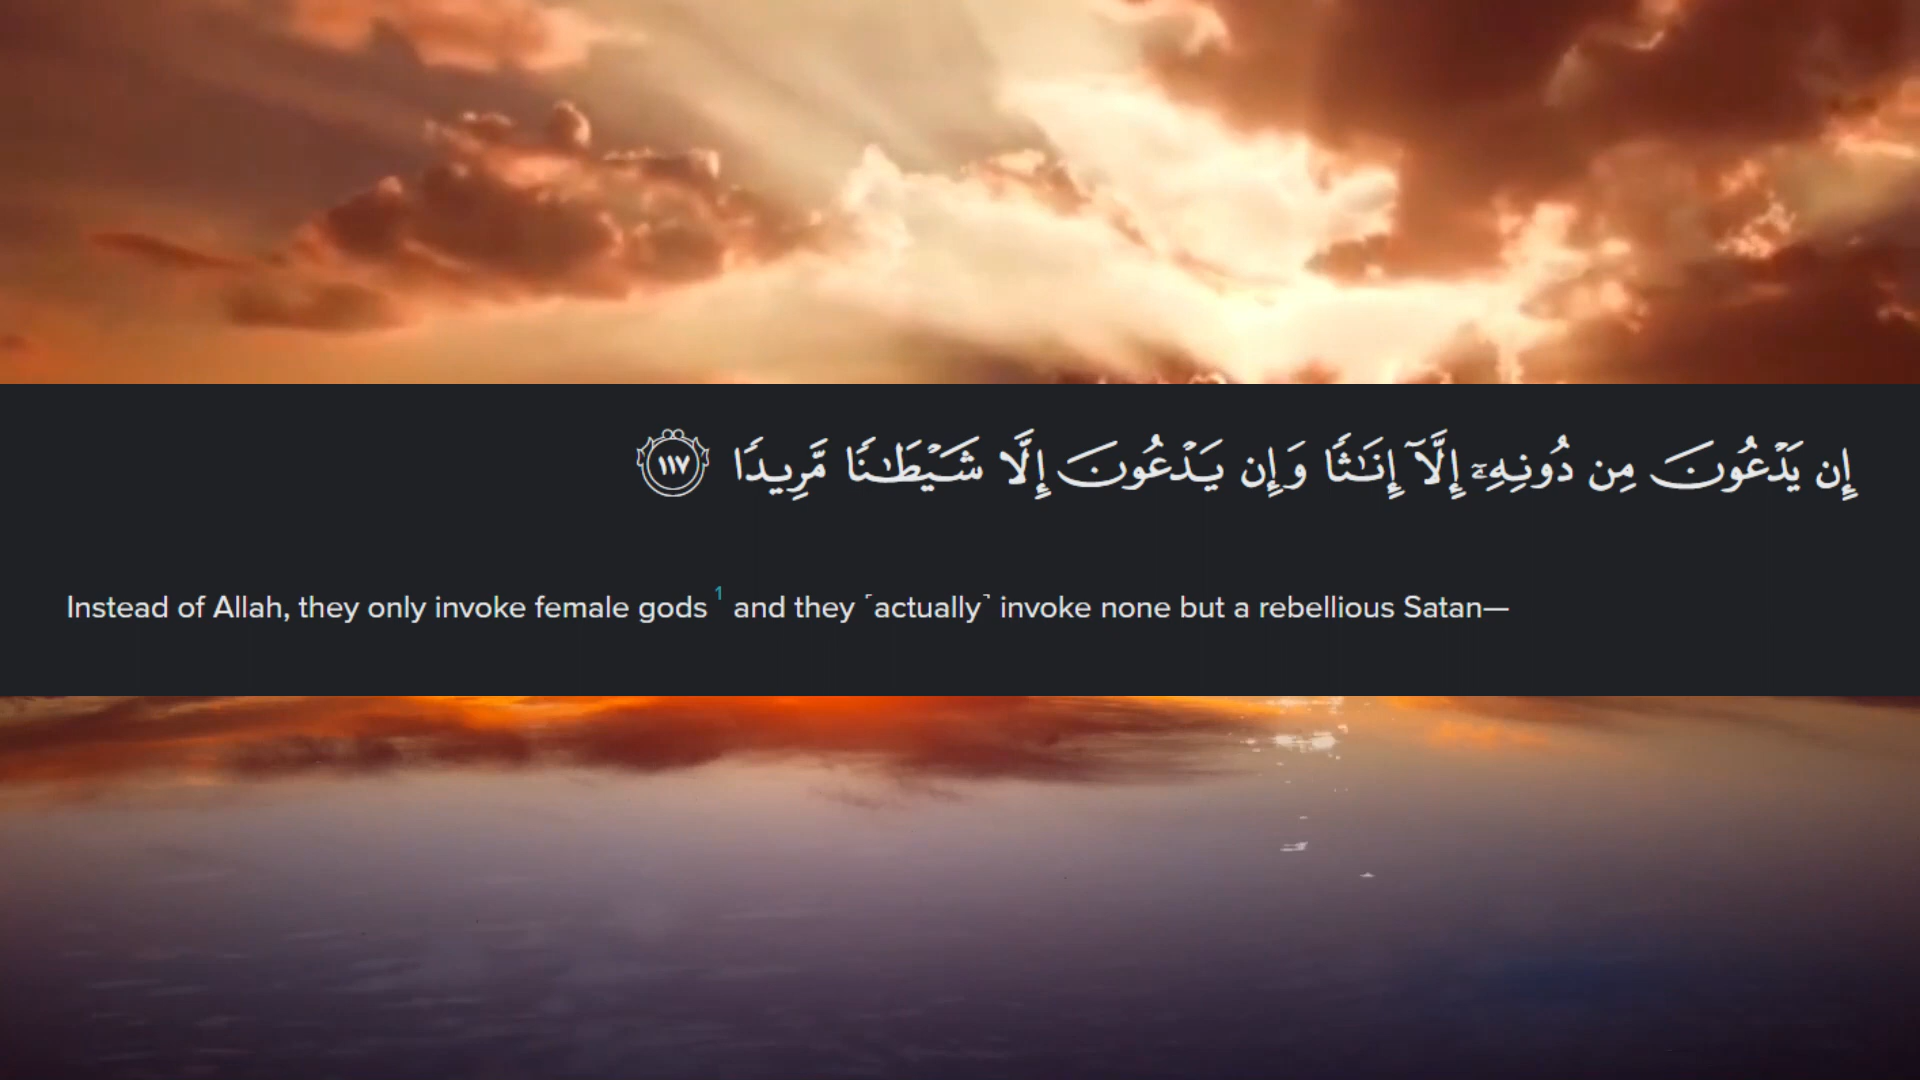 إِن يَدْعُونَ مِن دُونِهِۦٓ إِلَّآ إِنَـٰثًا وَإِن يَدْعُونَ إِلَّا شَيْطَـٰنًا مَّرِيدًا ١١٧
Instead of Allah, they only invoke female gods 1 and they ˹actually˺ invoke none but a rebellious Satan—